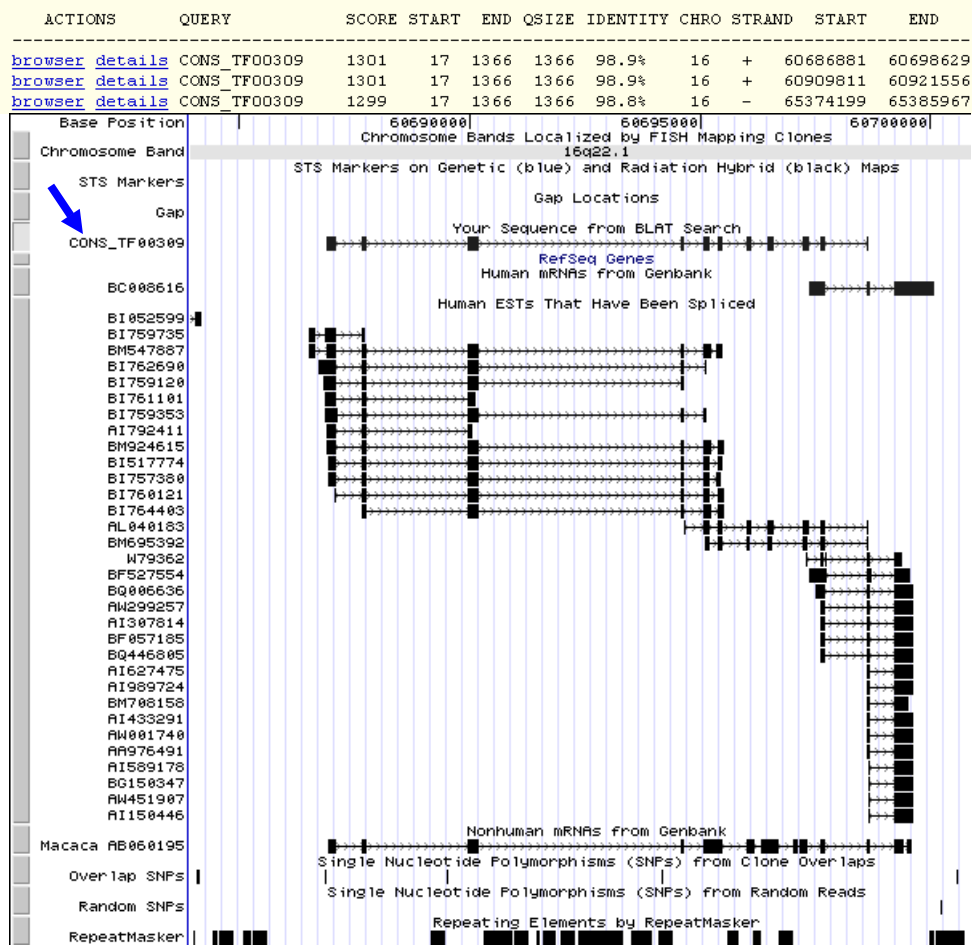 ACTIONS QUERY SCORE START END QSIZE IDENTITY CHRO STRAND START END
browser details CONS_TF00309 1301 17 1366 1366 98.9% 16 + 60686881 60698629
browser details CONS_TF00309 1301 17 1366 1366 98.9% 16 + 60909811 60921556
browser details CONS_TF00309 1299 17 1366 1366 98.8% 16 - 65374199 65385967
Base Position 60690000 60695000 60700000
Chromosome Bands Localized by FISH Mapping Clones
Chromosome Band 16q22.1
STS Markers on Genetic (blue) and Radiation Hybrid (black) Maps
STS Markers
Gap Locations
Gap
Your Sequence from BLAT Search
CONS_TF00309
RefSeq Genes
Human mRNAs from Genbank
BC008616
Human ESTs That Have Been Spliced
BI052599
BI759735
BM547887
BI762690
BI759120
BI761101
BI759353
AI792411
BM924615
BI517774
BI757380
BI760121
BI764403
AL040183
BM695392
W79362
BF527554
BQ006636
AW299257
AI307814
BF057185
BQ446805
AI627475
AI989724
BM708158
AI433291
AW001740
AA976491
AI589178
BG150347
AW451907
AI150446
Nonhuman mRNAs from Genbank
Macaca AB060195
Single Nucleotide Polymorphisms (SNPs) from Clone Overlaps
Overlap SNPs
Single Nucleotide Polymorphisms (SNPs) from Random Reads
Random SNPs
Repeating Elements by RepeatMasker
RepeatMasker